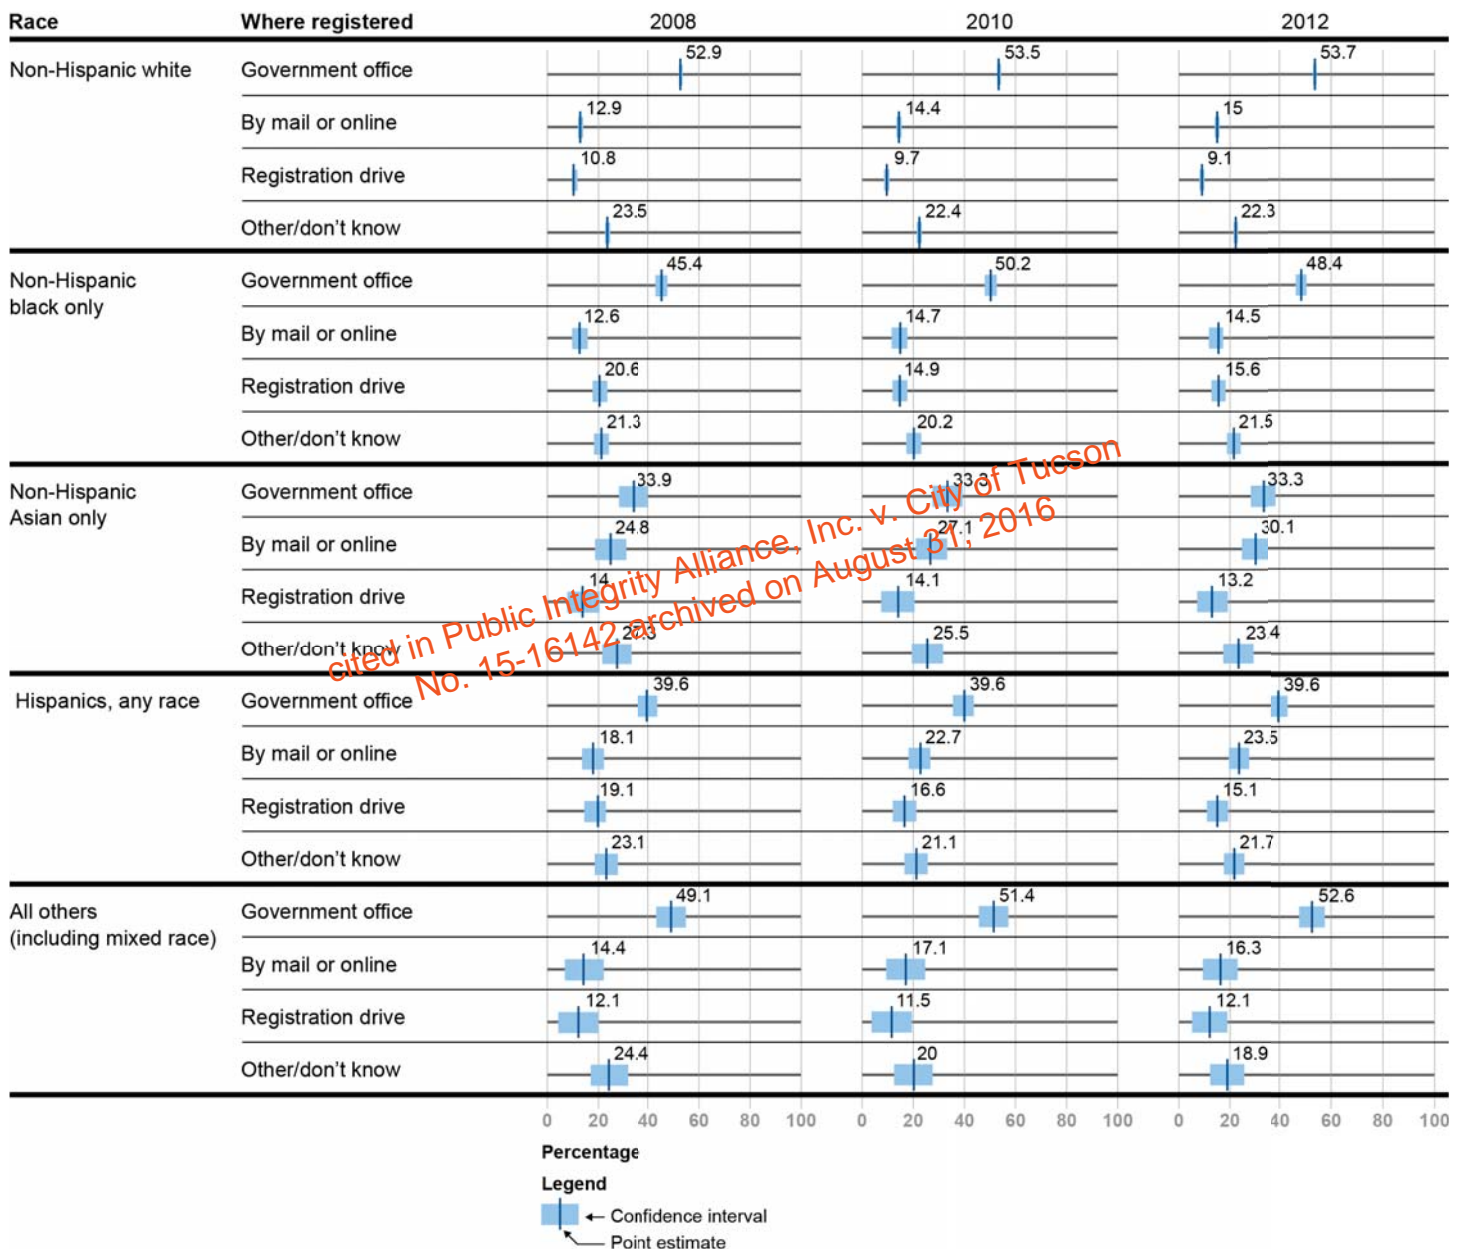 Race Where registered 2008 2010 2012
Non-Hispanic white Government office 52.9 53.5 53.7
By mail or online 12.9 14.4 15
Registration drive 10.8 9.7 9.1
Other/don't know 23.5 22.4 22.3
Non-Hispanic black only Government office 45.4 50.2 48.4
By mail or online 12.6 14.7 14.5
Registration drive 20.6 14.9 15.6
Other/don't know 21.3 20.2 21.5
Non-Hispanic Asian only Government office 33.9 33.3 33.3
By mail or online 24.8 27.1 30.1
Registration drive 14 14.1 13.2
Other/don't know 25.5 23.4
cited in Public Integrity Alliance, Inc. v. City of Tucson
No. 15-16142 archived on August 31, 2016
Hispanics, any race Government office 39.6 39.6 39.6
By mail or online 18.1 22.7 23.5
Registration drive 19.1 16.6 15.1
Other/don't know 23.1 21.1 21.7
All others (including mixed race) Government office 49.1 51.4 52.6
By mail or online 14.4 17.1 16.3
Registration drive 12.1 11.5 12.1
Other/don't know 24.4 20 18.9
0 20 40 60 80 100 0 20 40 60 80 100 0 20 40 60 80 100
Percentage
Legend
Confidence interval
Point estimate